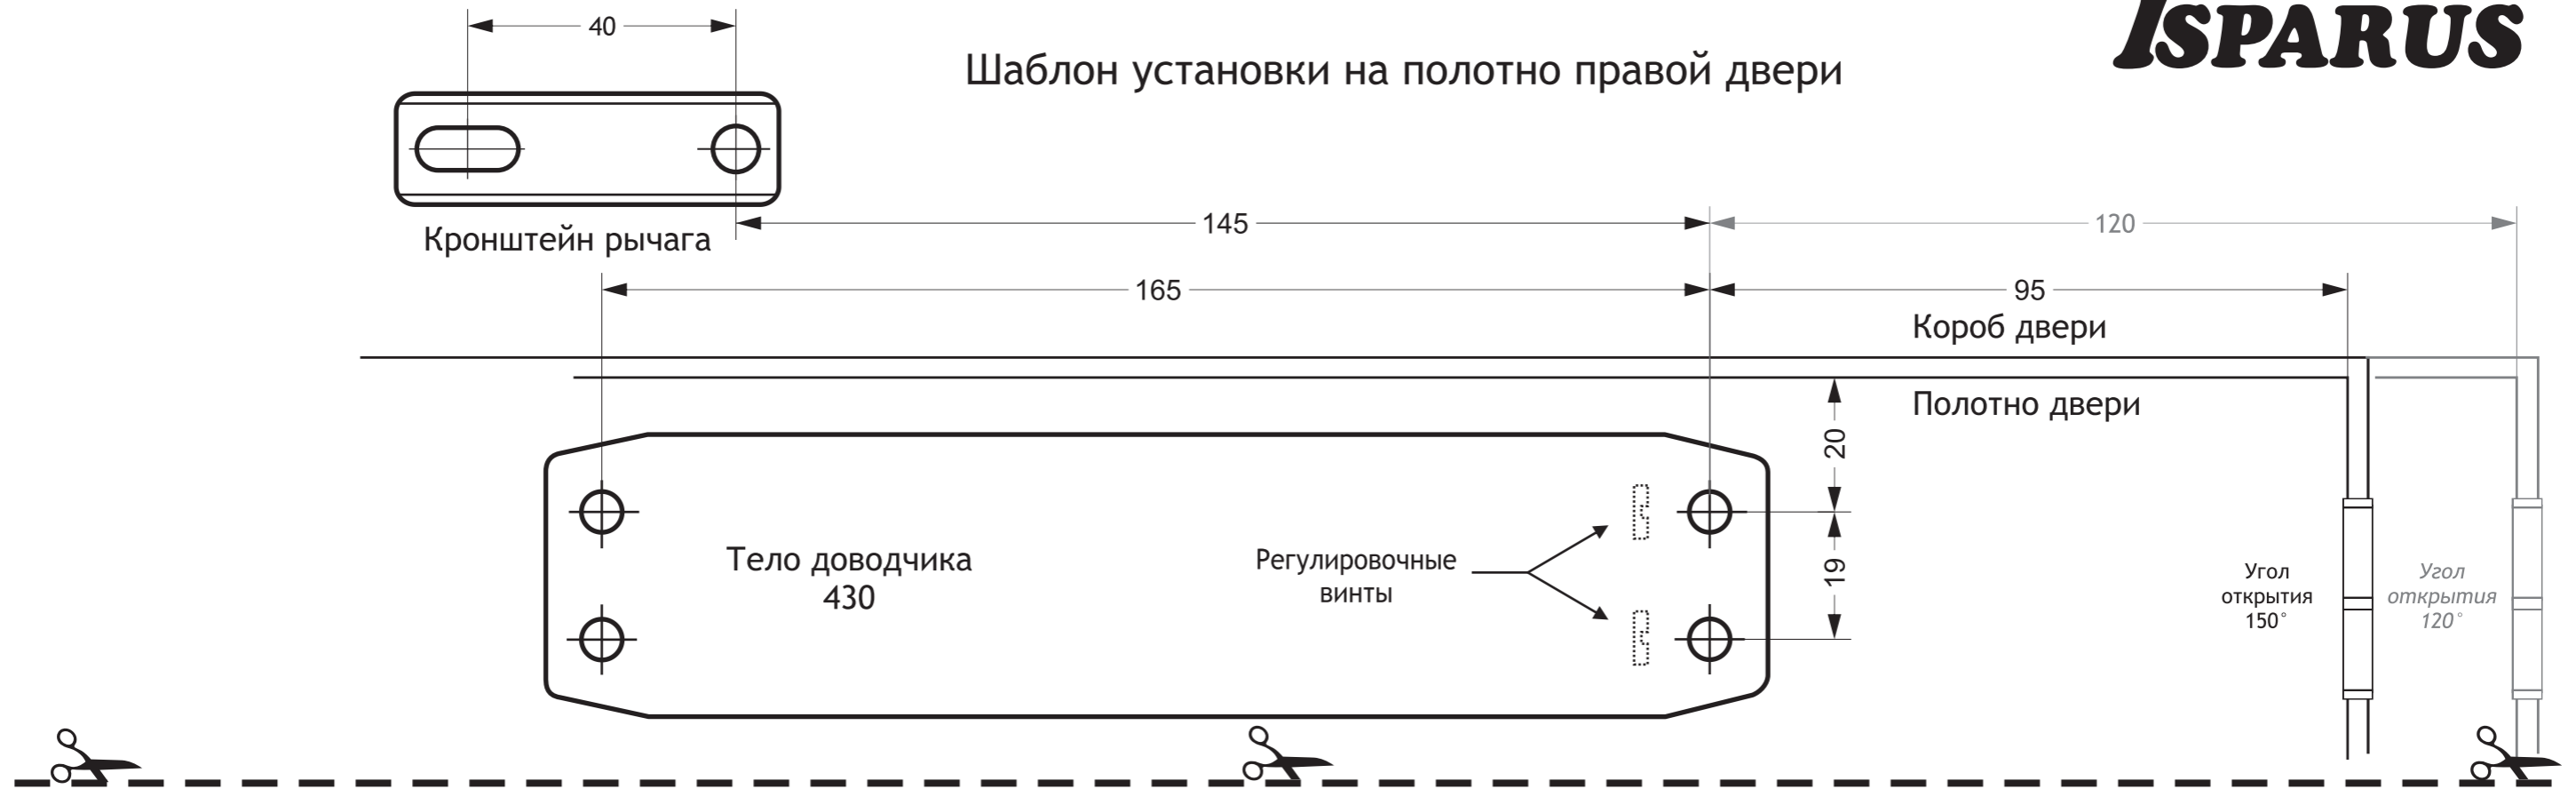 ISPARUS
40
Шаблон установки на полотно правой двери
Кронштейн рычага
145
120
165
95
Короб двери
Полотно двери
20
19
Тело доводчика
430
Регулировочные
винты
Угол
открытия
150°
Угол
открытия
120°